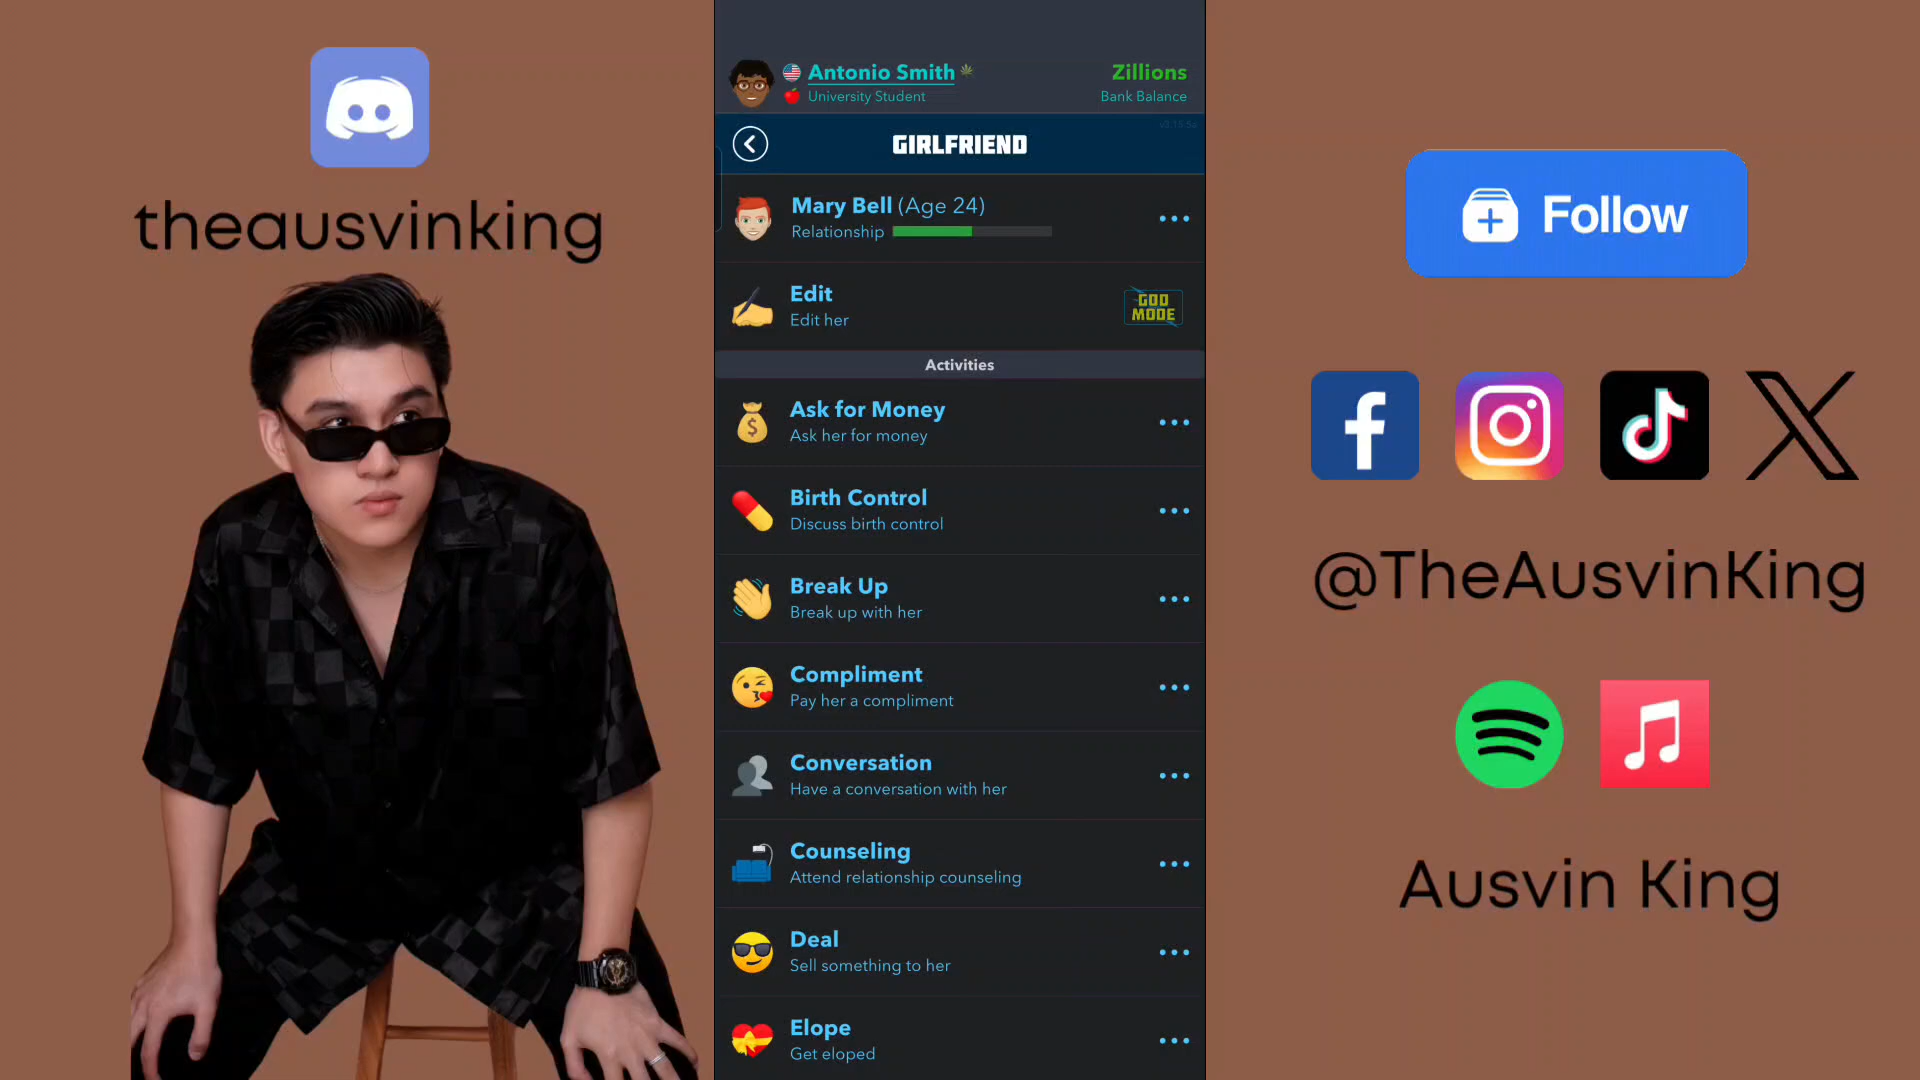 theausvinking
Antonio Smith
University Student
Zillions
Bank Balance
GIRLFRIEND
Mary Bell (Age 24)
Relationship
Edit
Edit her
GOD
MODE
Activities
Ask for Money
Ask her for money
Birth Control
Discuss birth control
Break Up
Break up with her
Compliment
Pay her a compliment
Conversation
Have a conversation with her
Counseling
Attend relationship counseling
Deal
Sell something to her
Elope
Get eloped
Follow
@TheAusvinKing
Ausvin King